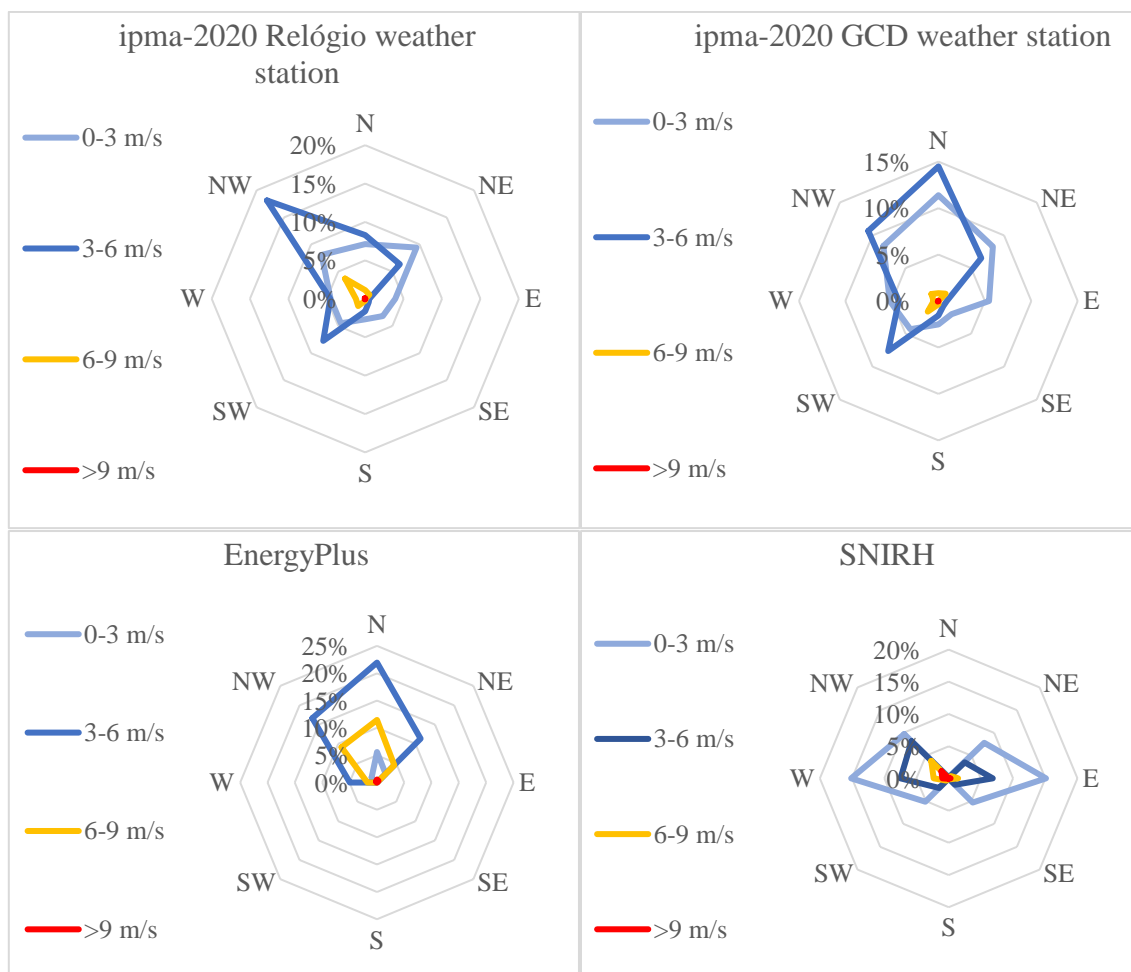 ipma-2020 Relógio weather
station
0-3 m/s
3-6 m/s
6-9 m/s
>9 m/s
N
NE
E
SE
S
SW
W
NW
20%
15%
10%
5%
0%
ipma-2020 GCD weather station
0-3 m/s
3-6 m/s
6-9 m/s
>9 m/s
N
NE
E
SE
S
SW
W
NW
15%
10%
5%
0%
EnergyPlus
0-3 m/s
3-6 m/s
6-9 m/s
>9 m/s
N
NE
E
SE
S
SW
W
NW
25%
20%
15%
10%
5%
0%
SNIRH
0-3 m/s
3-6 m/s
6-9 m/s
>9 m/s
N
NE
E
SE
S
SW
W
NW
20%
15%
10%
5%
0%